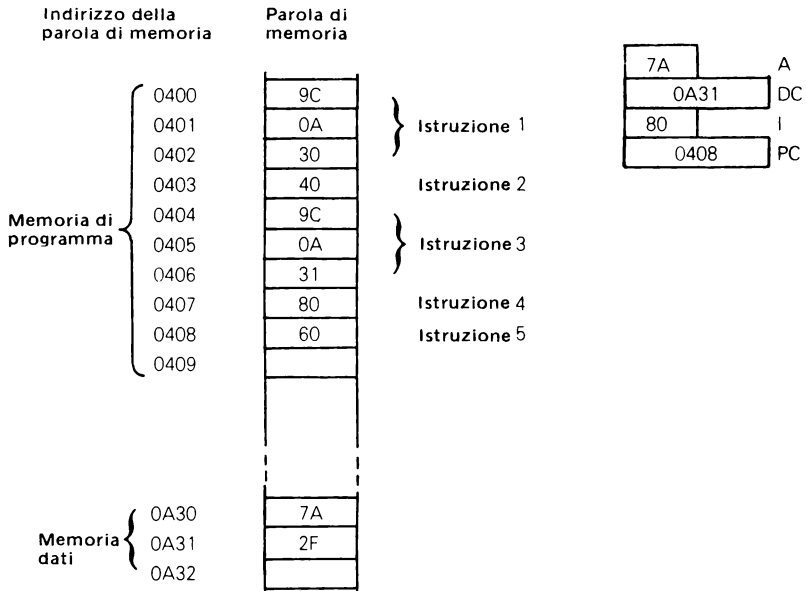 Indirizzo della
parola di memoria
Parola di
memoria
7A A
0A31 DC
80 I
0408 PC
0400 9C
0401 0A
0402 30
Istruzione 1
0403 40 Istruzione 2
0404 9C
0405 0A
0406 31
Istruzione 3
0407 80 Istruzione 4
0408 60 Istruzione 5
0409
Memoria di
programma
0A30 7A
0A31 2F
0A32
Memoria
dati